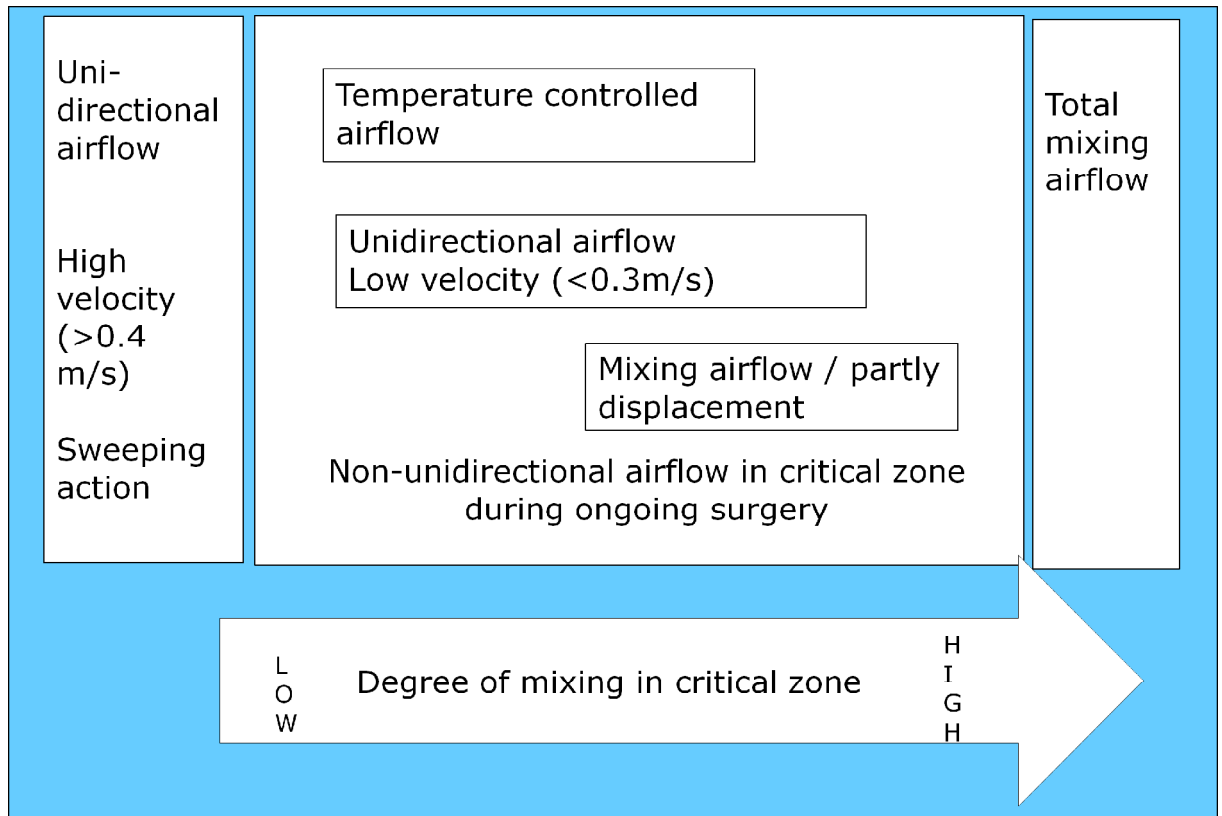 Uni-
directional
airflow
High
velocity
(>0.4
m/s)
Sweeping
action
Temperature controlled
airflow
Unidirectional airflow
Low velocity (<0.3m/s)
Mixing airflow / partly
displacement
Non-unidirectional airflow in critical zone
during ongoing surgery
Total
mixing
airflow
LOW
Degree of mixing in critical zone
HIGH